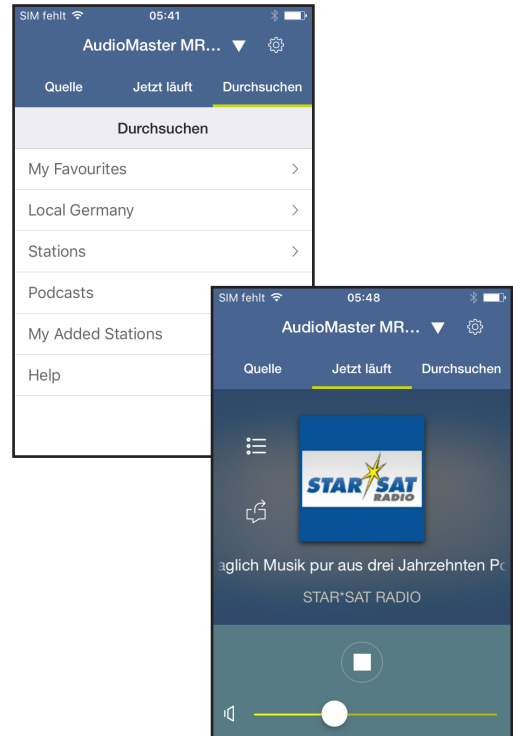 SIM fehlt 05:41
AudioMaster MR...
Quelle Jetzt läuft Durchsuchen
Durchsuchen
My Favourites
Local Germany
Stations
Podcasts
My Added Stations
Help
SIM fehlt 05:48
AudioMaster MR...
Quelle Jetzt läuft Durchsuchen
STAR SAT
RADIO
aglich Musik pur aus drei Jahrzehnten Po
STAR*SAT RADIO